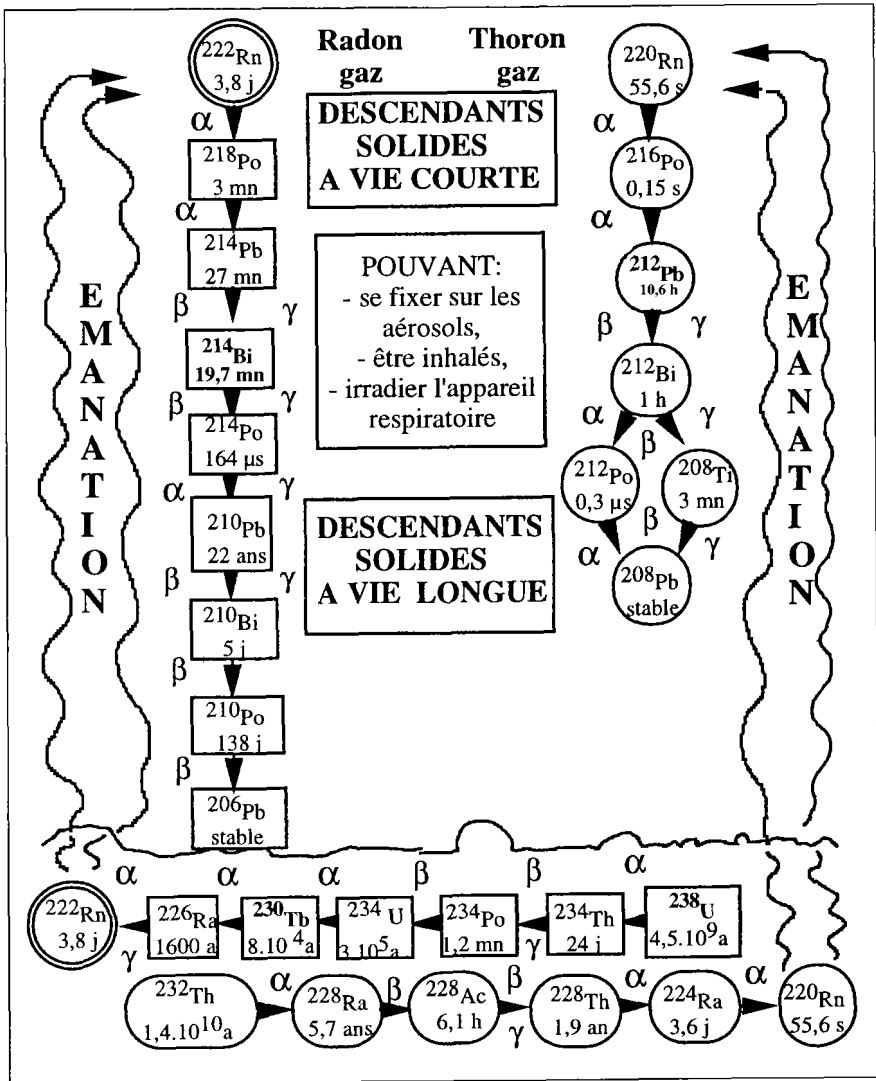 Radon
gaz
Thoron
gaz
DESCENDANTS
SOLIDES
A VIE COURTE
POUVANT:
- se fixer sur les
aérosols,
- être inhalés,
- irradier l'appareil
respiratoire
DESCENDANTS
SOLIDES
A VIE LONGUE
EMANATION
222Rn
3,8 j
α
218Po
3 mn
α
214Pb
27 mn
β γ
214Bi
19,7 mn
β γ
214Po
164 µs
α γ
210Pb
22 ans
β γ
210Bi
5 j
β
210Po
138 j
β
206Pb
stable
220Rn
55,6 s
α
216Po
0,15 s
α
212Pb
10,6 h
β γ
212Bi
1 h
α β γ
212Po
0,3 µs
208Ti
3 mn
α β γ
208Pb
stable
EMANATION
α α α β β α
222Rn
3,8 j
226Ra
1600 a
230Tb
8.10 4a
234 U
3.10 5a
234Po
1,2 mn
234Th
24 j
238U
4,5.10 9a
γ γ
232Th
1,4.10 10a
α
228Ra
5,7 ans
β
228Ac
6,1 h
β γ
228Th
1,9 an
α
224Ra
3,6 j
α
220Rn
55,6 s